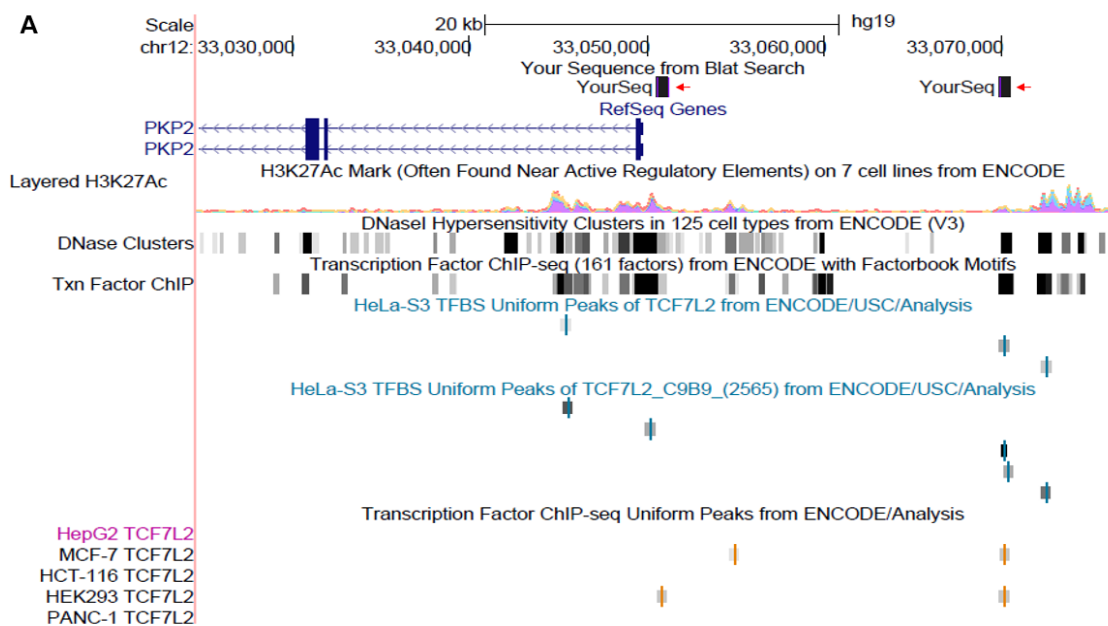 A
Scale 20 kb hg19
chr12: 33,030,000 33,040,000 33,050,000 33,060,000 33,070,000
Your Sequence from Blat Search
YourSeq YourSeq
RefSeq Genes
PKP2
PKP2
H3K27Ac Mark (Often Found Near Active Regulatory Elements) on 7 cell lines from ENCODE
Layered H3K27Ac
DNaseI Hypersensitivity Clusters in 125 cell types from ENCODE (V3)
DNase Clusters
Transcription Factor ChIP-seq (161 factors) from ENCODE with Factorbook Motifs
Txn Factor ChIP
HeLa-S3 TFBS Uniform Peaks of TCF7L2 from ENCODE/USC/Analysis
HeLa-S3 TFBS Uniform Peaks of TCF7L2_C9B9_(2565) from ENCODE/USC/Analysis
Transcription Factor ChIP-seq Uniform Peaks from ENCODE/Analysis
HepG2 TCF7L2
MCF-7 TCF7L2
HCT-116 TCF7L2
HEK293 TCF7L2
PANC-1 TCF7L2